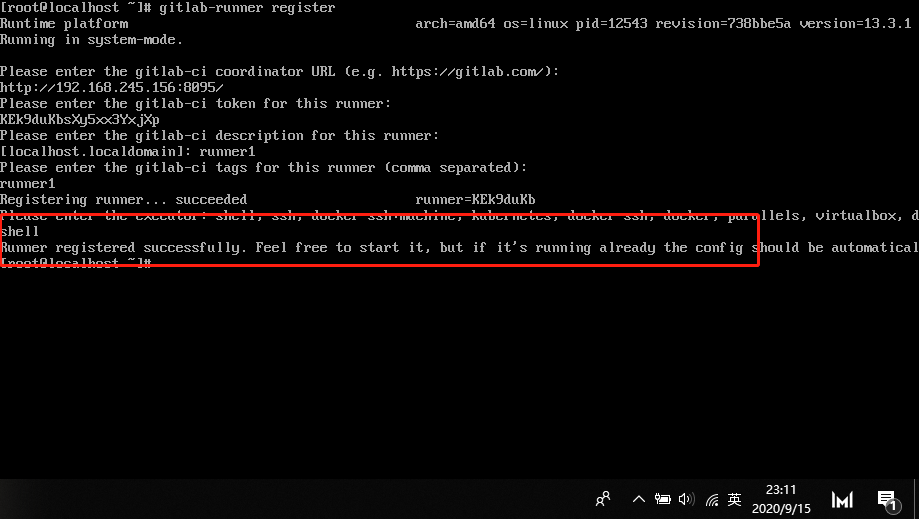 [root@localhost ~]# gitlab-runner register
Runtime platform arch=amd64 os=linux pid=12543 revision=738bbe5a version=13.3.1
Running in system-mode.
Please enter the gitlab-ci coordinator URL (e.g. https://gitlab.com/):
http://192.168.245.156:8095/
Please enter the gitlab-ci token for this runner:
KEk9duKbsXy5xx3YxjXp
Please enter the gitlab-ci description for this runner:
[localhost.localdomain]: runner1
Please enter the gitlab-ci tags for this runner (comma separated):
runner1
Registering runner... succeeded runner=KEk9duKb
Please enter the executor: shell, ssh, docker-ssh+machine, kubernetes, docker-ssh, docker, parallels, virtualbox, d
shell
Runner registered successfully. Feel free to start it, but if it's running already the config should be automatical
[root@localhost ~]#
英
23:11
2020/9/15
1